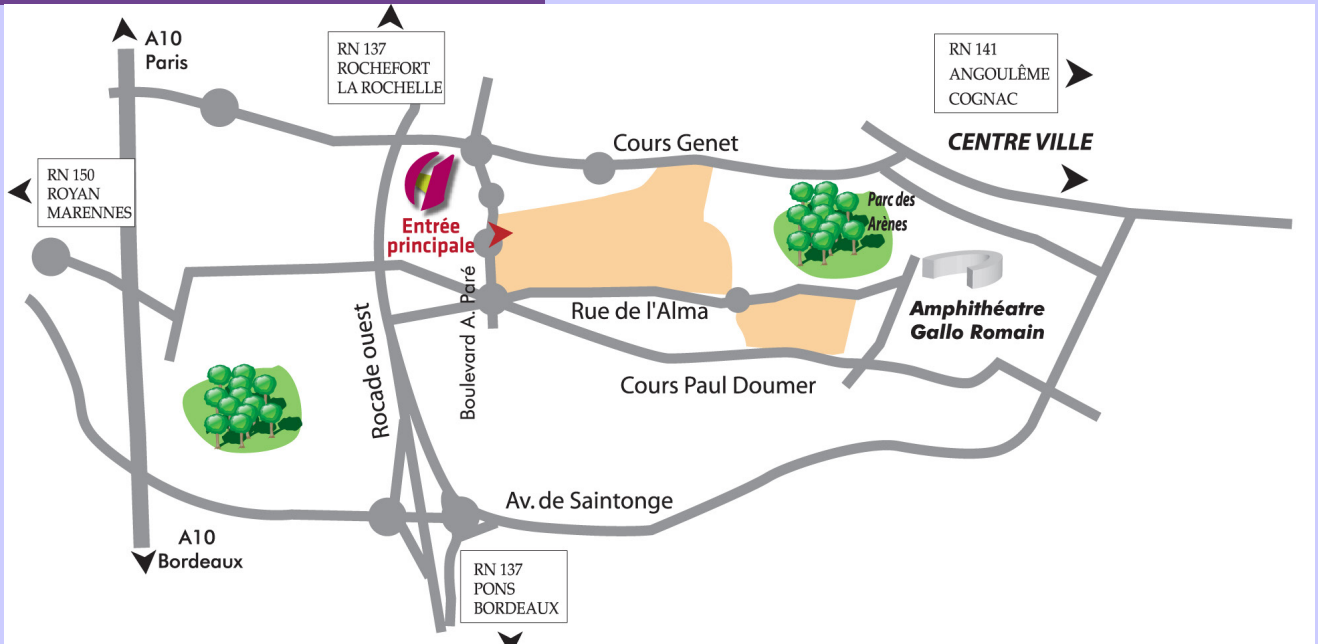 A10
Paris
RN 137
ROCHEFORT
LA ROCHELLE
RN 141
ANGOULÊME
COGNAC
CENTRE VILLE
Cours Genet
RN 150
ROYAN
MARENNES
Parc des
Arènes
Entrée
principale
Boulevard A. Paré
Rue de l'Alma
Amphithéatre
Gallo Romain
Rocade ouest
Cours Paul Doumer
Av. de Saintonge
A10
Bordeaux
RN 137
PONS
BORDEAUX